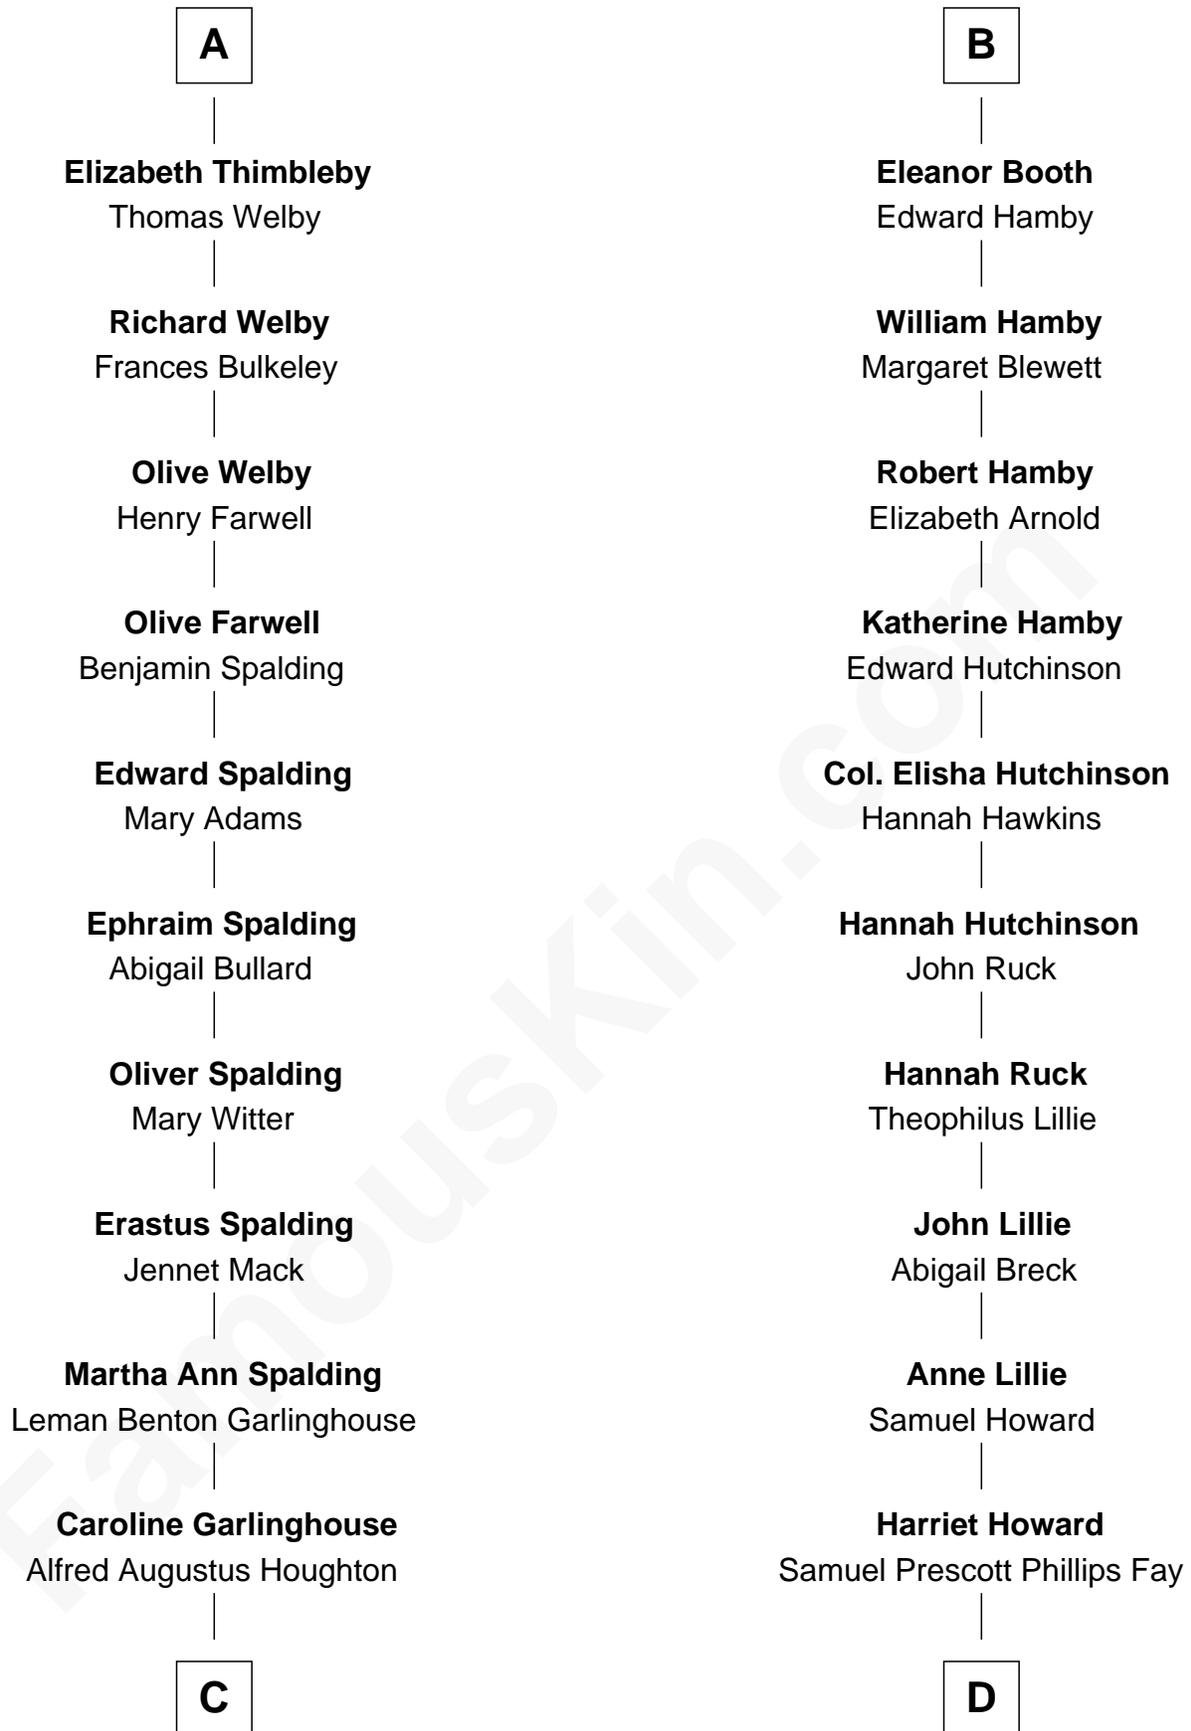 A
Elizabeth Thimbleby
Thomas Welby
Richard Welby
Frances Bulkeley
Olive Welby
Henry Farwell
Olive Farwell
Benjamin Spalding
Edward Spalding
Mary Adams
Ephraim Spalding
Abigail Bullard
Oliver Spalding
Mary Witter
Erastus Spalding
Jennet Mack
Martha Ann Spalding
Leman Benton Garlinghouse
Caroline Garlinghouse
Alfred Augustus Houghton
C
B
Eleanor Booth
Edward Hamby
William Hamby
Margaret Blewett
Robert Hamby
Elizabeth Arnold
Katherine Hamby
Edward Hutchinson
Col. Elisha Hutchinson
Hannah Hawkins
Hannah Hutchinson
John Ruck
Hannah Ruck
Theophilus Lillie
John Lillie
Abigail Breck
Anne Lillie
Samuel Howard
Harriet Howard
Samuel Prescott Phillips Fay
D
FamousKin.com